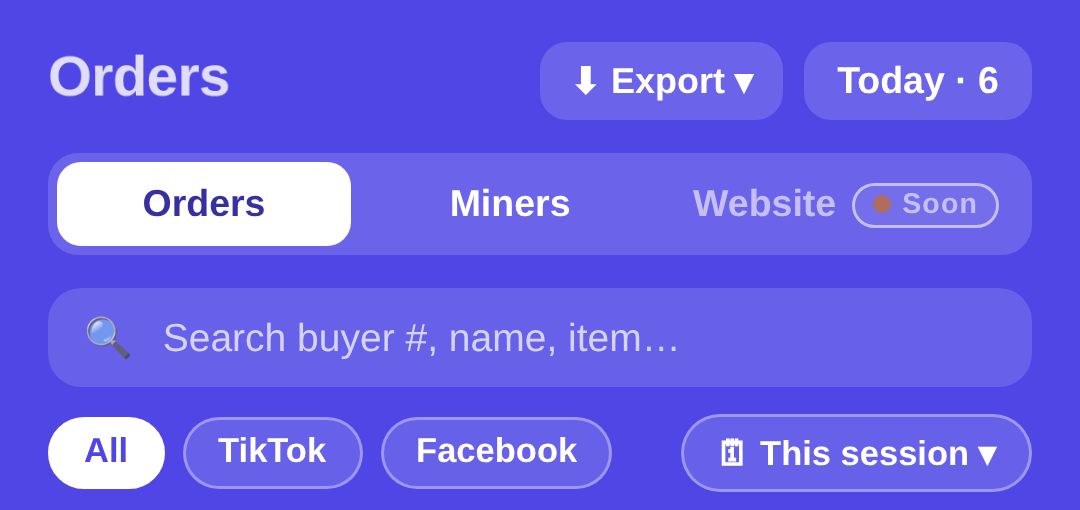 Orders
⬇ Export ▾
Today · 6
Orders
Miners
Website
Soon
Search buyer #, name, item…
All
TikTok
Facebook
This session ▾